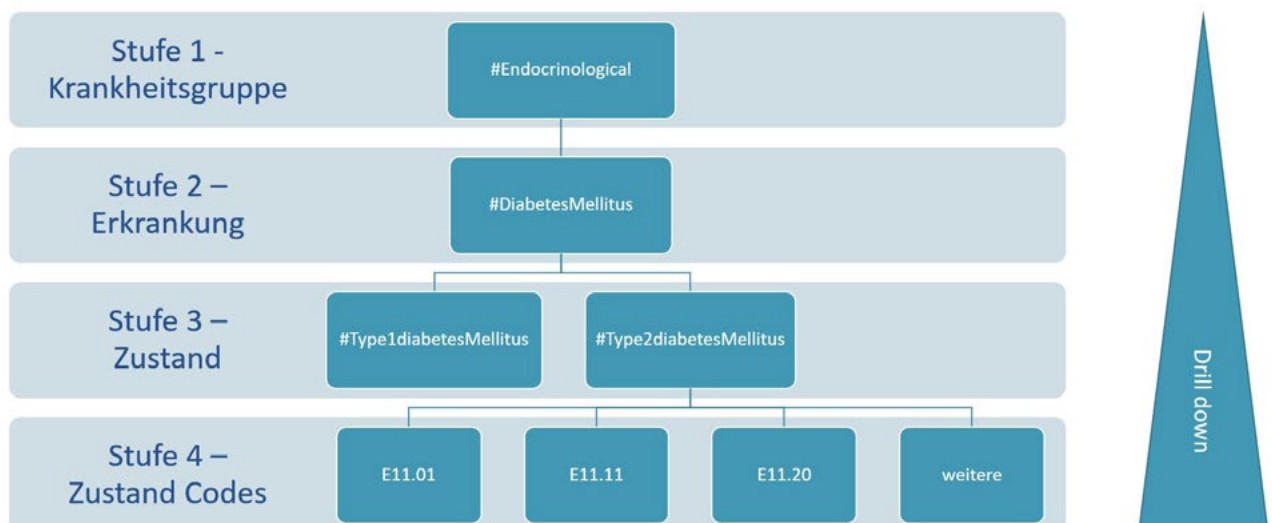 Stufe 1 -
Krankheitsgruppe
#Endocrinological
Stufe 2 –
Erkrankung
#DiabetesMellitus
Stufe 3 –
Zustand
#Type1diabetesMellitus
#Type2diabetesMellitus
Stufe 4 –
Zustand Codes
E11.01
E11.11
E11.20
weitere
Drill down